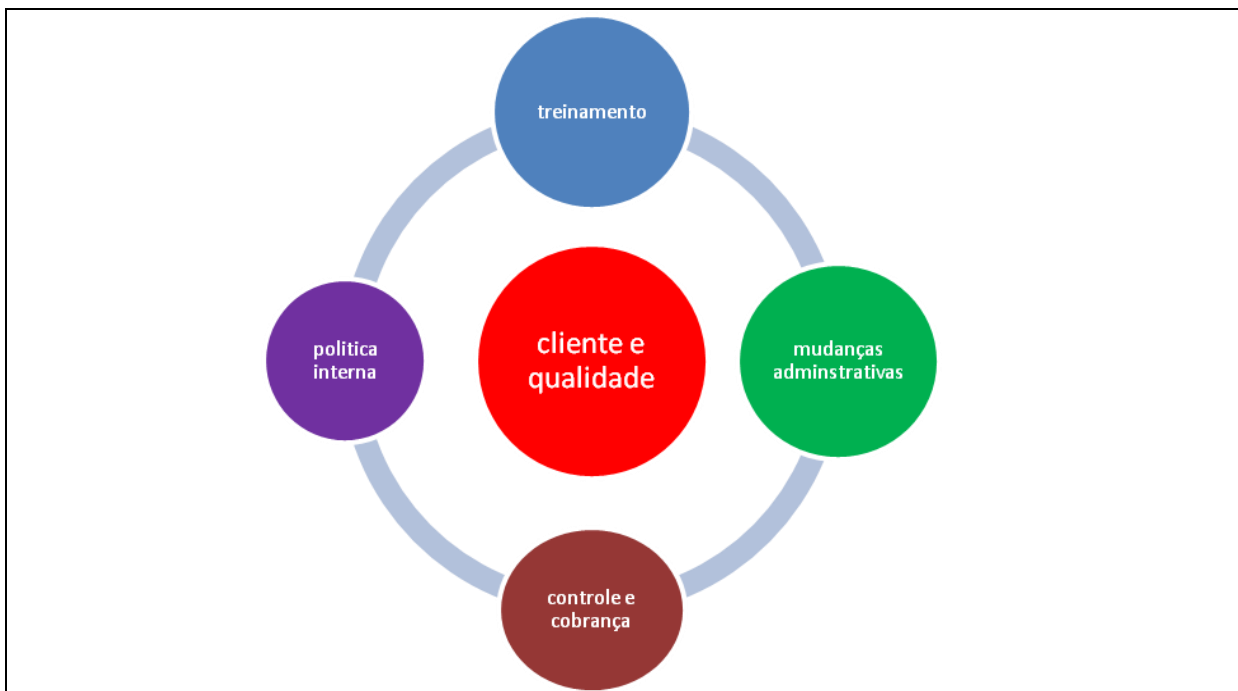 treinamento
cliente e
qualidade
politica
interna
mudanças
adminstrativas
controle e
cobrança